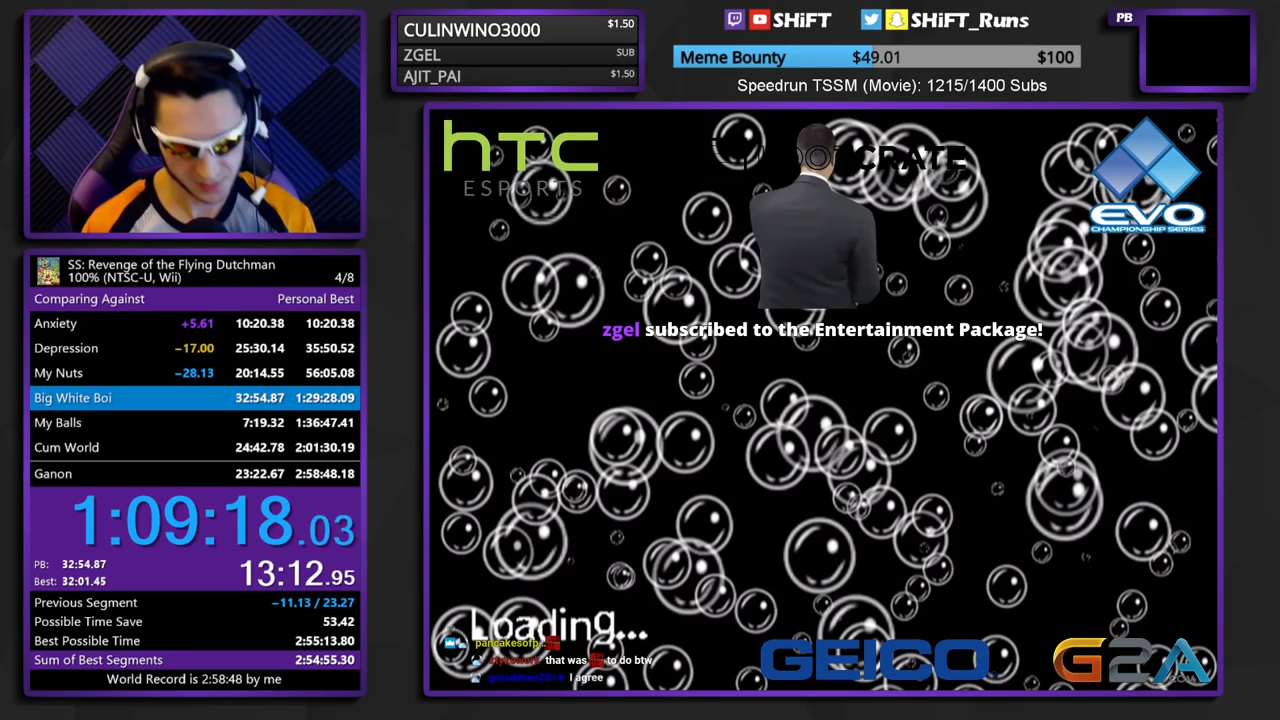 CULINWINO3000 $1.50
ZGEL SUB
AJIT_PAI $1.50
SHiFT
SHiFT_Runs
Meme Bounty $49.01 $100
Speedrun TSSM (Movie): 1215/1400 Subs
PB
SS: Revenge of the Flying Dutchman
100% (NTSC-U, Wii) 4/8
Comparing Against Personal Best
Anxiety +5.61 10:20.38 10:20.38
Depression −17.00 25:30.14 35:50.52
My Nuts −28.13 20:14.55 56:05.08
Big White Boi 32:54.87 1:29:28.09
My Balls 7:19.32 1:36:47.41
Cum World 24:42.78 2:01:30.19
Ganon 23:22.67 2:58:48.18
1:09:18.03
PB: 32:54.87
Best: 32:01.45
13:12.95
Previous Segment −11.13 / 23.27
Possible Time Save 53.42
Best Possible Time 2:55:13.80
Sum of Best Segments 2:54:55.30
World Record is 2:58:48 by me
hTC
ESPORTS
CRATE
EVO
CHAMPIONSHIP SERIES
zgel subscribed to the Entertainment Package!
Loading...
that was to do btw
I agree
GEICO
G2A
.COM